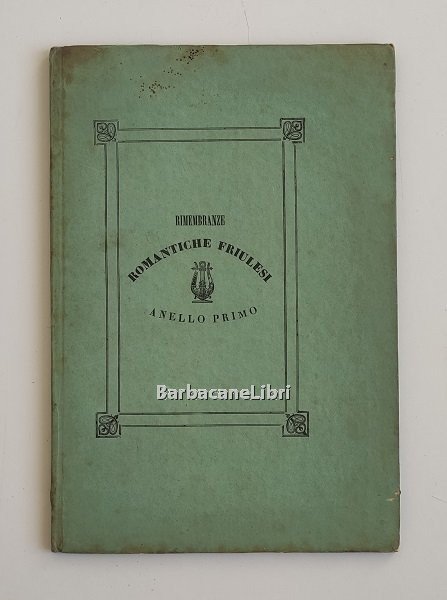 RIMEMBRANZE
ROMANTICHE FRIULESI
ANELLO PRIMO
BarbacaneLibri